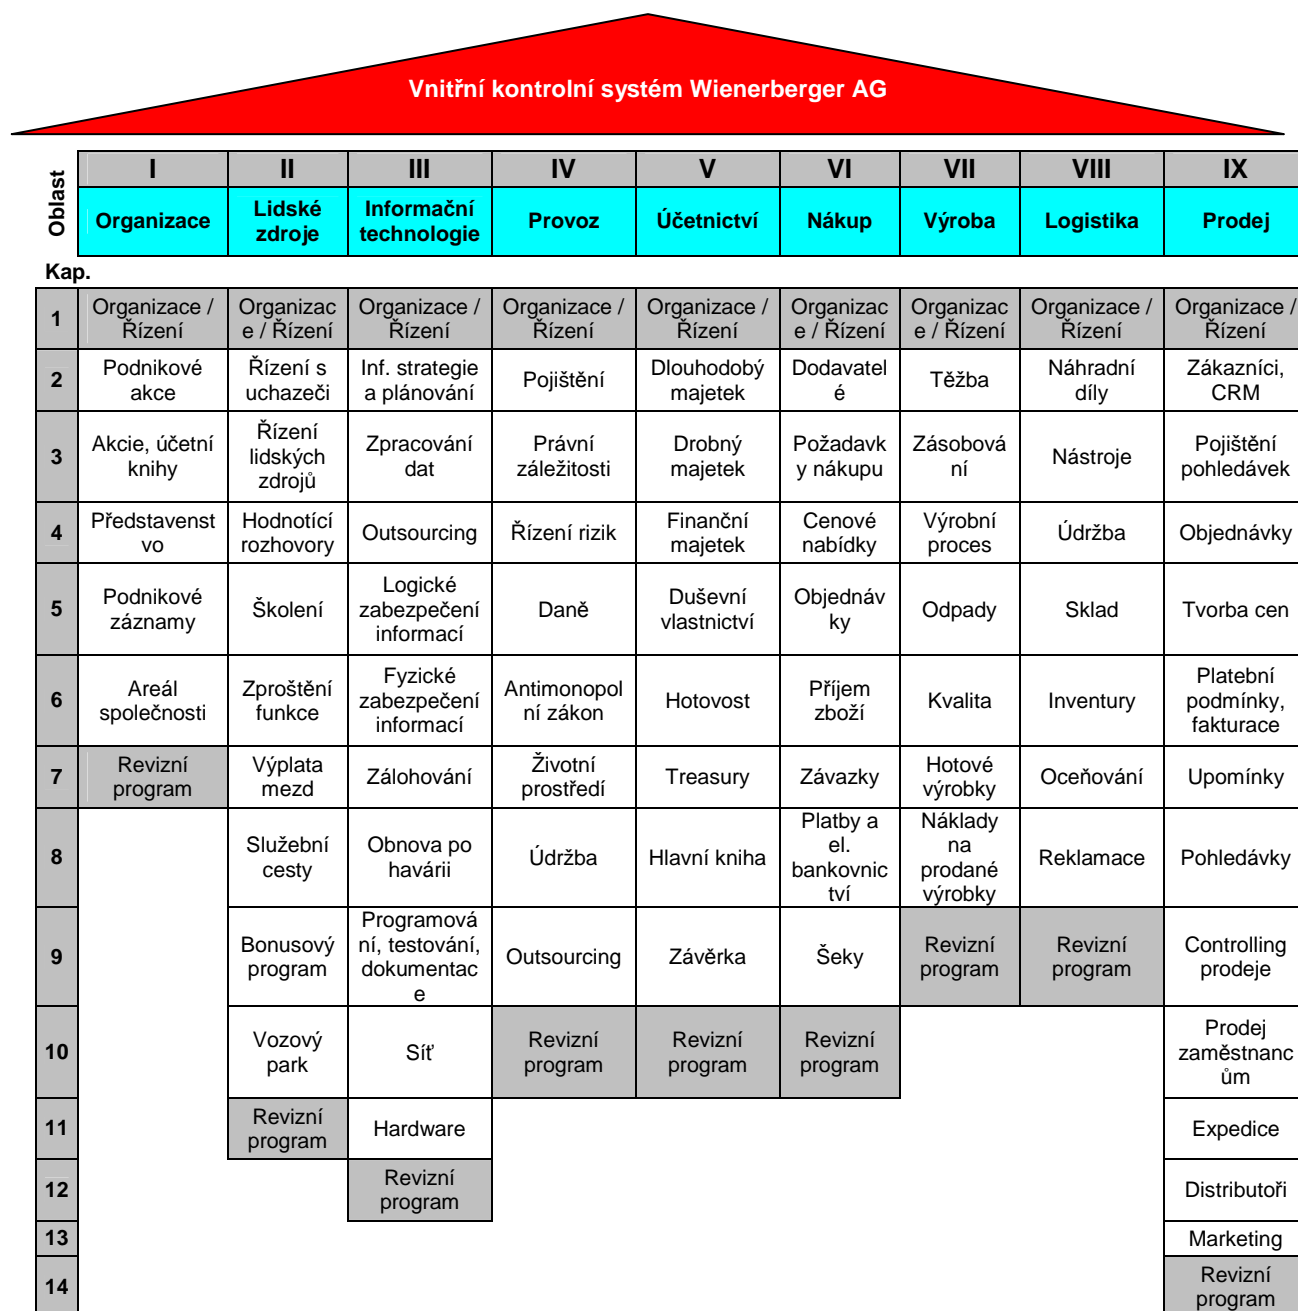 Vnitřní kontrolní systém Wienerberger AG
Oblast
I II III IV V VI VII VIII IX
Organizace
Lidské
zdroje
Informační
technologie
Provoz
Účetnictví
Nákup
Výroba
Logistika
Prodej
Kap.
1
Organizace /
Řízení
Organizac
e / Řízení
Organizace /
Řízení
Organizace /
Řízení
Organizace /
Řízení
Organizac
e / Řízení
Organizac
e / Řízení
Organizace /
Řízení
Organizace /
Řízení
2
Podnikové
akce
Řízení s
uchazeči
Inf. strategie
a plánování
Pojištění
Dlouhodobý
majetek
Dodavatel
é
Těžba
Náhradní
díly
Zákazníci,
CRM
3
Akcie, účetní
knihy
Řízení
lidských
zdrojů
Zpracování
dat
Právní
záležitosti
Drobný
majetek
Požadavk
y nákupu
Zásobová
ní
Nástroje
Pojištění
pohledávek
4
Představenst
vo
Hodnotící
rozhovory
Outsourcing
Řízení rizik
Finanční
majetek
Cenové
nabídky
Výrobní
proces
Údržba
Objednávky
5
Podnikové
záznamy
Školení
Logické
zabezpečení
informací
Daně
Duševní
vlastnictví
Objednáv
ky
Odpady
Sklad
Tvorba cen
6
Areál
společnosti
Zproštění
funkce
Fyzické
zabezpečení
informací
Antimonopol
ní zákon
Hotovost
Příjem
zboží
Kvalita
Inventury
Platební
podmínky,
fakturace
7
Revizní
program
Výplata
mezd
Zálohování
Životní
prostředí
Treasury
Závazky
Hotové
výrobky
Oceňování
Upomínky
8
Služební
cesty
Obnova po
havárii
Údržba
Hlavní kniha
Platby a
el.
bankovnic
tví
Náklady
na
prodané
výrobky
Reklamace
Pohledávky
9
Bonusový
program
Programová
ní, testování,
dokumentac
e
Outsourcing
Závěrka
Šeky
Revizní
program
Revizní
program
Controlling
prodeje
10
Vozový
park
Síť
Revizní
program
Revizní
program
Revizní
program
Prodej
zaměstnanc
ům
11
Revizní
program
Hardware
Expedice
12
Revizní
program
Distributoři
13
Marketing
14
Revizní
program